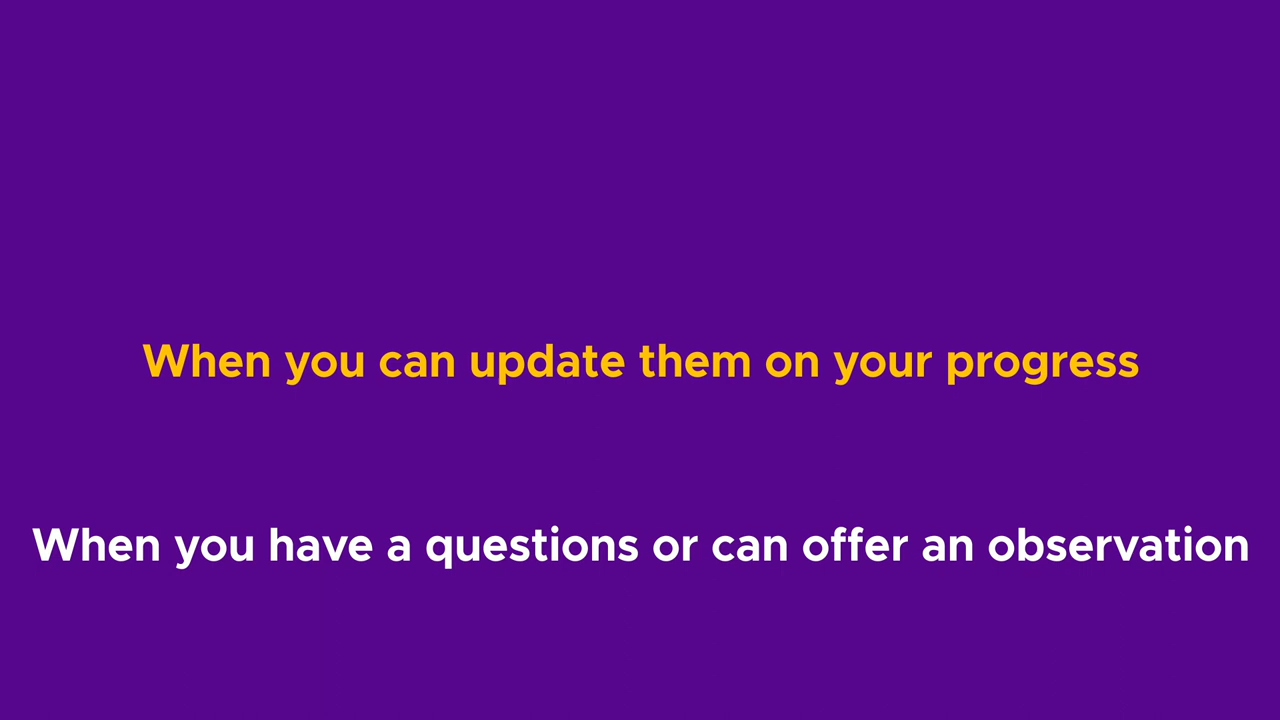 When you can update them on your progress
When you have a questions or can offer an observation